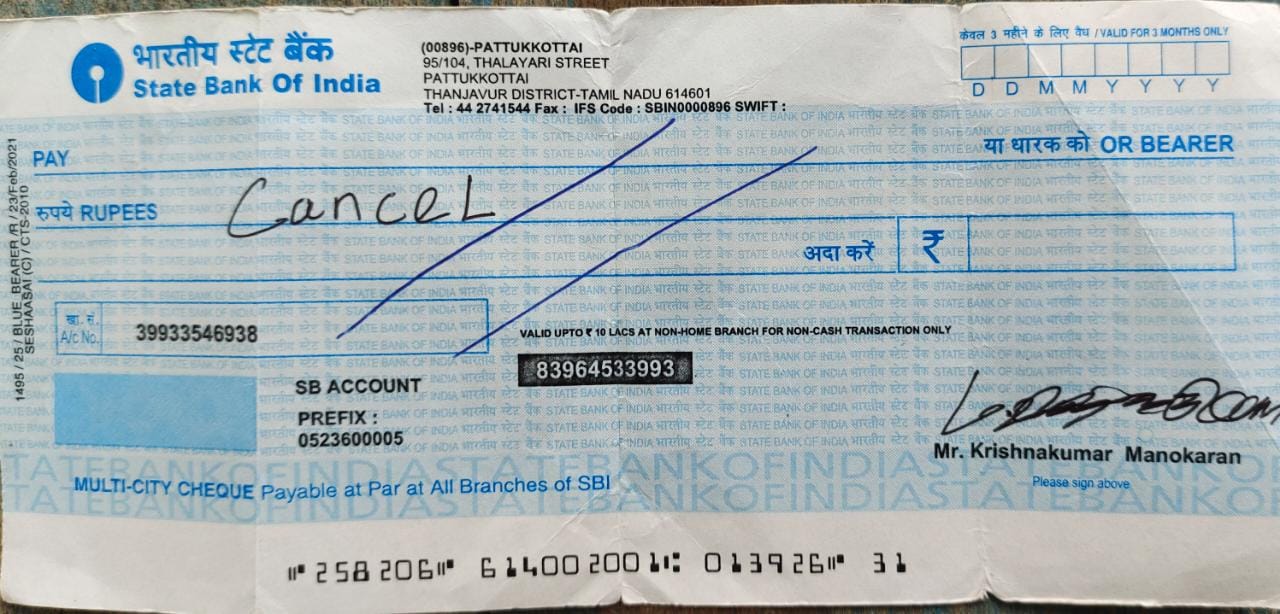 भारतीय स्टेट बैंक
State Bank Of India
(00896)-PATTUKKOTTAI
95/104, THALAYARI STREET
PATTUKKOTTAI
THANJAVUR DISTRICT-TAMIL NADU 614601
Tel : 44 2741544 Fax : IFS Code : SBIN0000896 SWIFT :
केवल 3 महीने के लिए वैध / VALID FOR 3 MONTHS ONLY
D D M M Y Y Y Y
PAY
या धारक को OR BEARER
रुपये RUPEES
Cancel
अदा करें ₹
खा. सं.
A/c No.
39933546938
VALID UPTO ₹ 10 LACS AT NON-HOME BRANCH FOR NON-CASH TRANSACTION ONLY
83964533993
SB ACCOUNT
PREFIX :
0523600005
Mr. Krishnakumar Manokaran
Please sign above
MULTI-CITY CHEQUE Payable at Par at All Branches of SBI
STATEBANKOFINDIASTATEBANKOFINDIASTATEBANKOF
⑈258206⑈ 614002001⑆ 013926⑈ 31
1495 / 25 / BLUE_BEARER /R / 23/Feb/2021
SESHAASAI (C) / CTS-2010